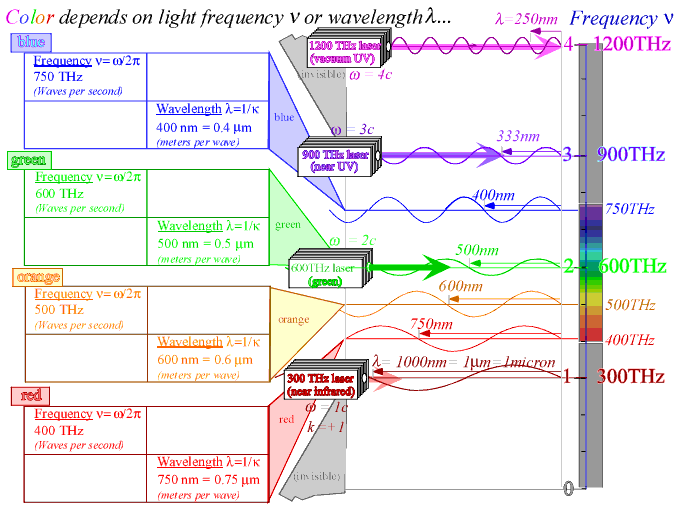 Color depends on light frequency ν or wavelength λ...
Frequency ν
blue
Frequency ν= ω/2π
750 THz
(Waves per second)
Wavelength λ=1/κ
400 nm = 0.4 μm
(meters per wave)
blue
green
Frequency ν= ω/2π
600 THz
(Waves per second)
Wavelength λ=1/κ
500 nm = 0.5 μm
(meters per wave)
green
orange
Frequency ν= ω/2π
500 THz
(Waves per second)
Wavelength λ=1/κ
600 nm = 0.6 μm
(meters per wave)
orange
red
Frequency ν= ω/2π
400 THz
(Waves per second)
Wavelength λ=1/κ
750 nm = 0.75 μm
(meters per wave)
red
λ=250nm
1200 THz laser
(vacuum UV)
(invisible)
ω = 4c
4
1200THz
ω = 3c
333nm
900 THz laser
(near UV)
3
900THz
400nm
750THz
ω = 2c
500nm
600THz laser
(green)
2
600THz
600nm
500THz
750nm
400THz
λ= 1000nm = 1μm=1micron
300 THz laser
(near infrared)
1
300THz
ω = 1c
k=+1
(invisible)
0